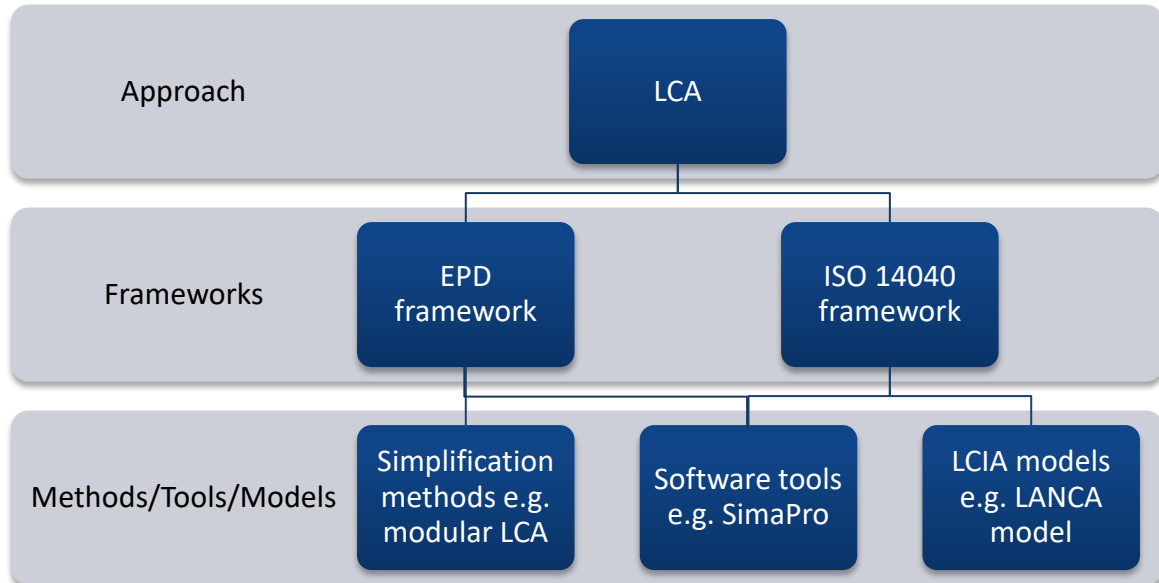 Approach
LCA
Frameworks
EPD
framework
ISO 14040
framework
Methods/Tools/Models
Simplification
methods e.g.
modular LCA
Software tools
e.g. SimaPro
LCIA models
e.g. LANCA
model